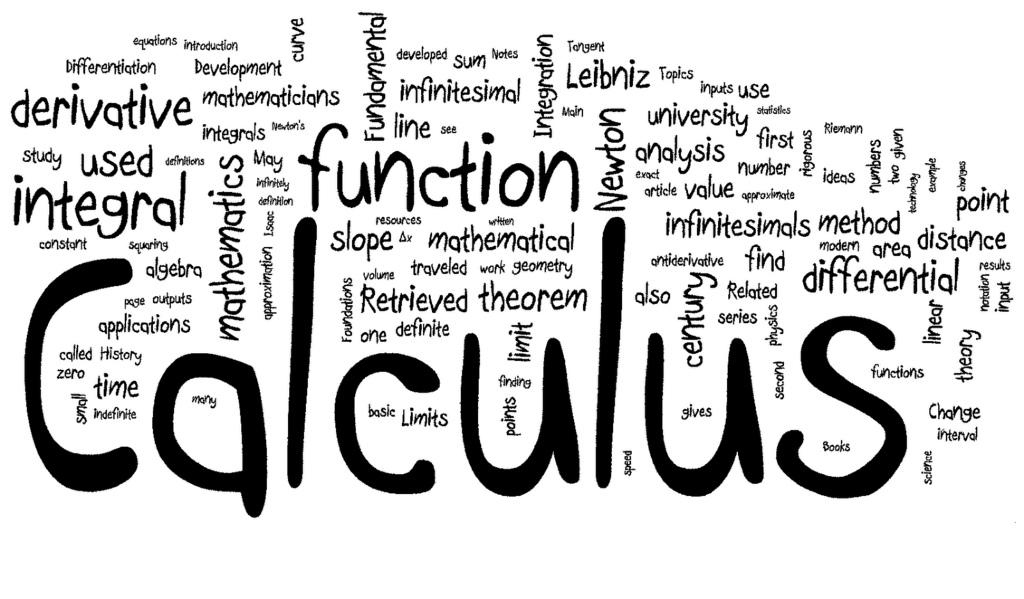 equations introduction
curve
Fundamental
developed sum Notes
Integration
Tangent
Differentiation Development
Leibniz Topics
derivative mathematicians
infinitesimal
inputs use
Main
Newton
university statistics
integrals Newton's
line see
first
rigorous
Riemann
numbers
two given
study used definitions
mathematics
May
function
analysis
number
ideas
technology
example
changes
integral
infinitely
definition
exact
article value approximate
point
Isaac
resources written
infinitesimals method
constant squaring
slope Δx mathematical
modern area distance
algebra
approximation
volume traveled work geometry
antiderivative find
differential
results
notation
input
page outputs
Foundations
Retrieved theorem
also
century
Related
applications
one definite
limit
series
physics
linear
theory
called History
zero time
small
indefinite
many
finding
second
functions
basic Limits
points
gives
Change
interval
Books
speed
science
Calculus